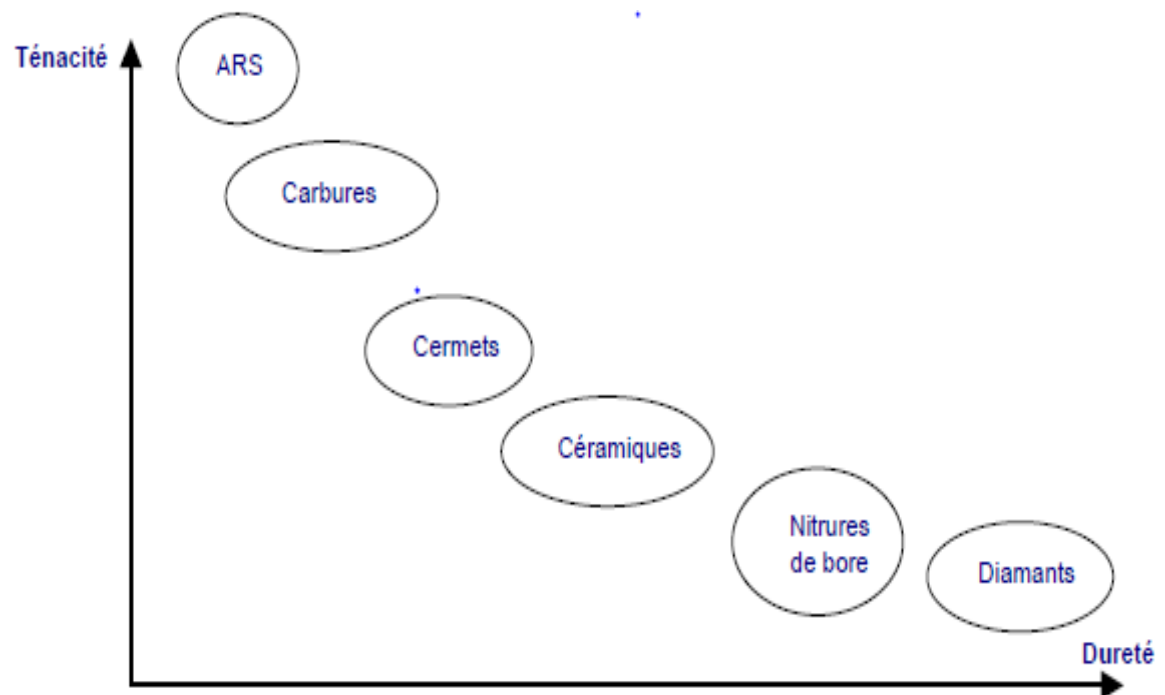 Ténacité
ARS
Carbures
Cermets
Céramiques
Nitrures
de bore
Diamants
Dureté